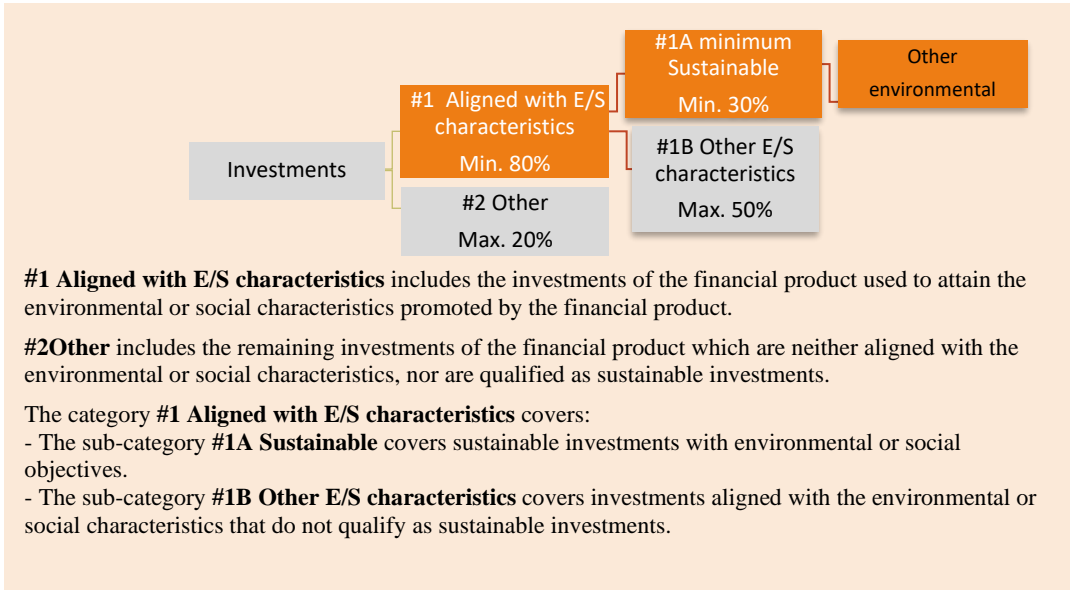 #1A minimum
Sustainable
Min. 30%
Other
environmental
#1 Aligned with E/S
characteristics
Min. 80%
#1B Other E/S
characteristics
Max. 50%
Investments
#2 Other
Max. 20%
#1 Aligned with E/S characteristics includes the investments of the financial product used to attain the
environmental or social characteristics promoted by the financial product.
#2Other includes the remaining investments of the financial product which are neither aligned with the
environmental or social characteristics, nor are qualified as sustainable investments.
The category #1 Aligned with E/S characteristics covers:
- The sub-category #1A Sustainable covers sustainable investments with environmental or social
objectives.
- The sub-category #1B Other E/S characteristics covers investments aligned with the environmental or
social characteristics that do not qualify as sustainable investments.